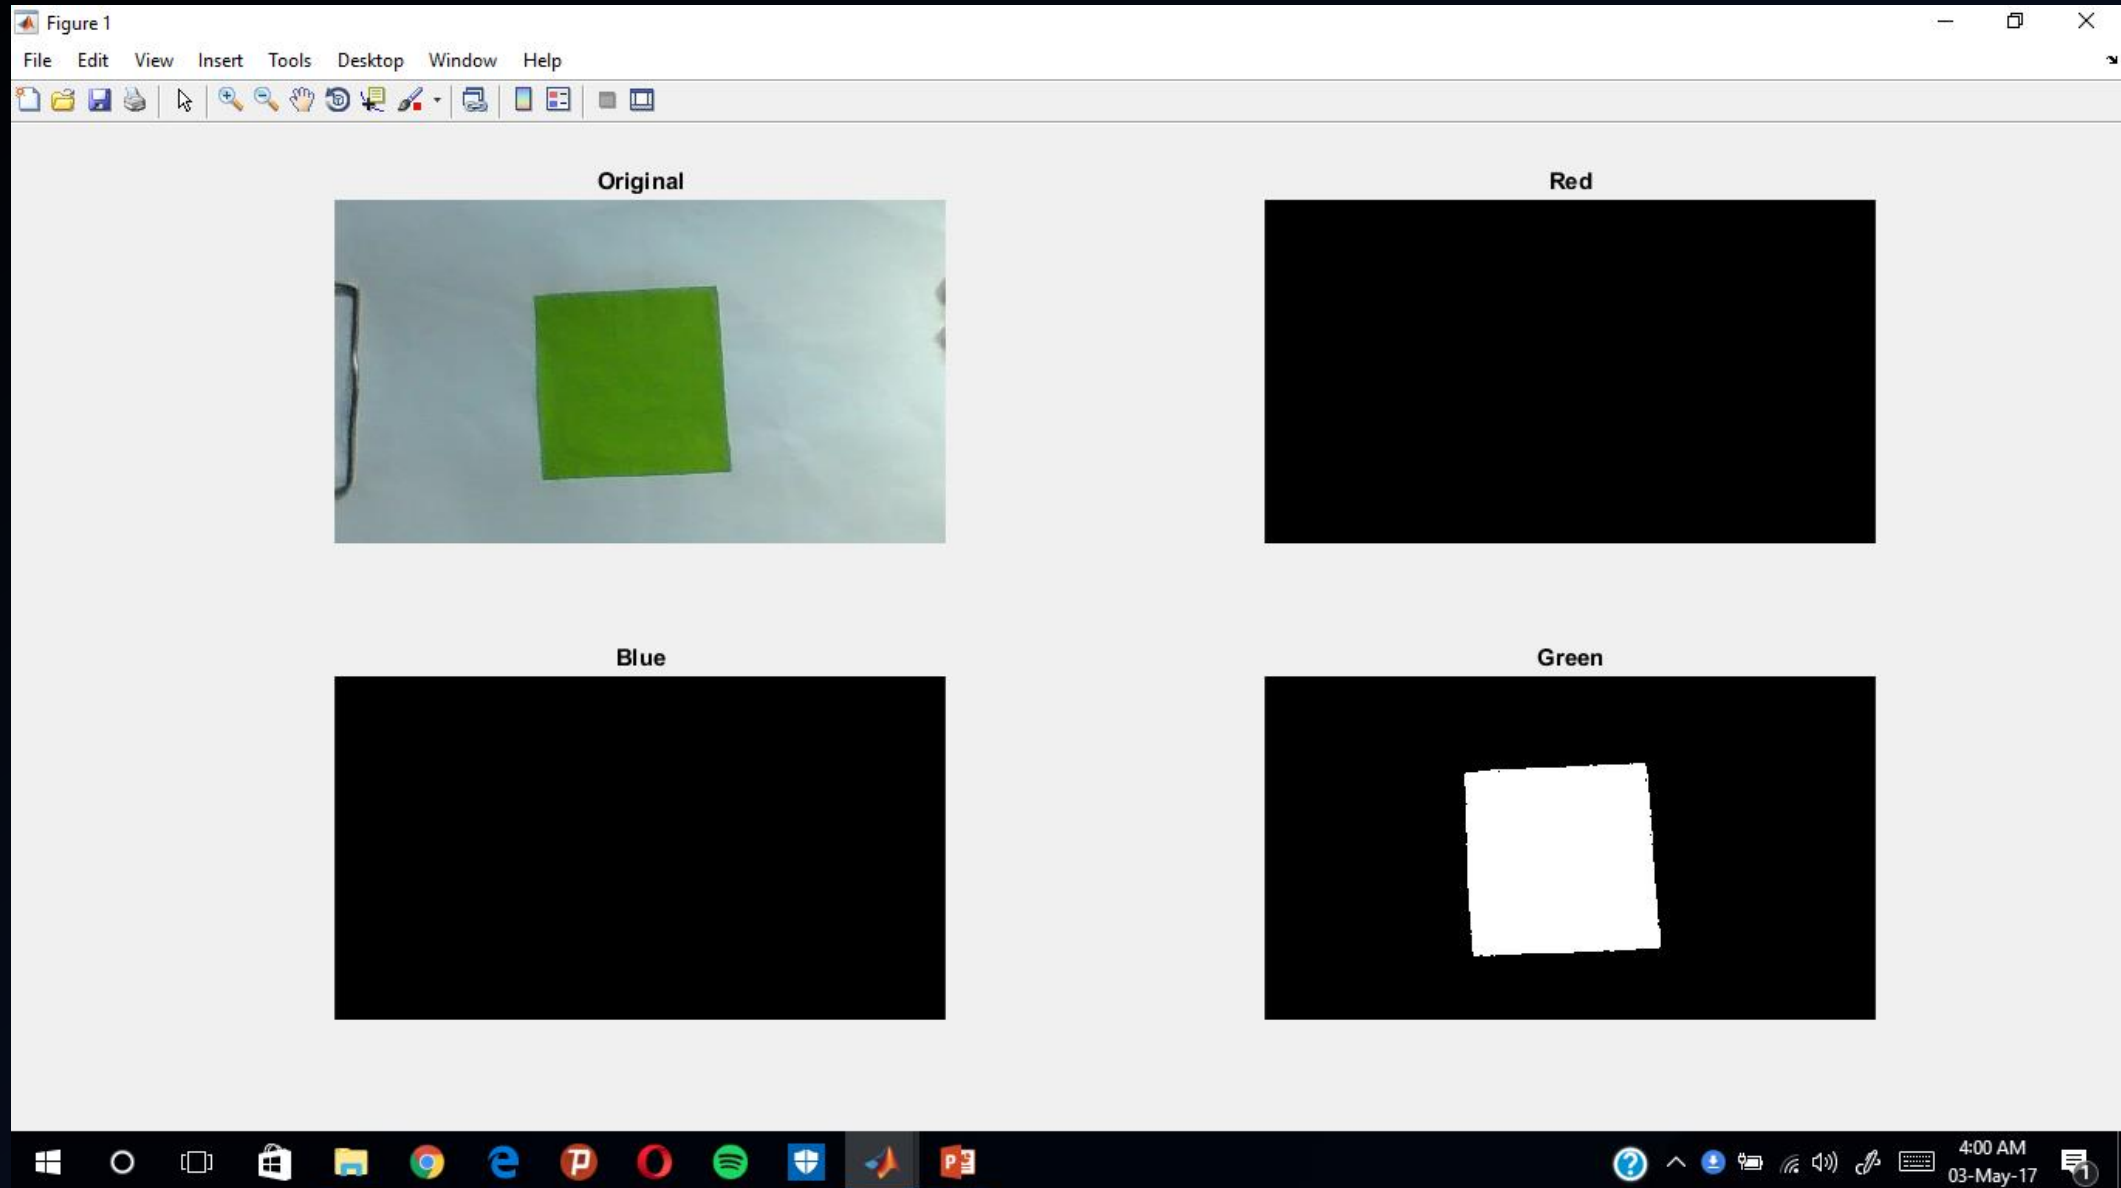 Figure 1
File Edit View Insert Tools Desktop Window Help
Original
Red
Blue
Green
4:00 AM
03-May-17
1